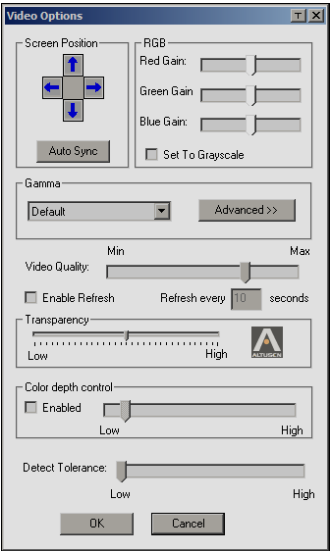 Video Options
Screen Position
Auto Sync
RGB
Red Gain:
Green Gain
Blue Gain:
Set To Grayscale
Gamma
Default
Advanced >>
Min Max
Video Quality:
Enable Refresh Refresh every 10 seconds
Transparency
Low High
ALTUSEN
Color depth control
Enabled
Low High
Detect Tolerance:
Low High
OK Cancel